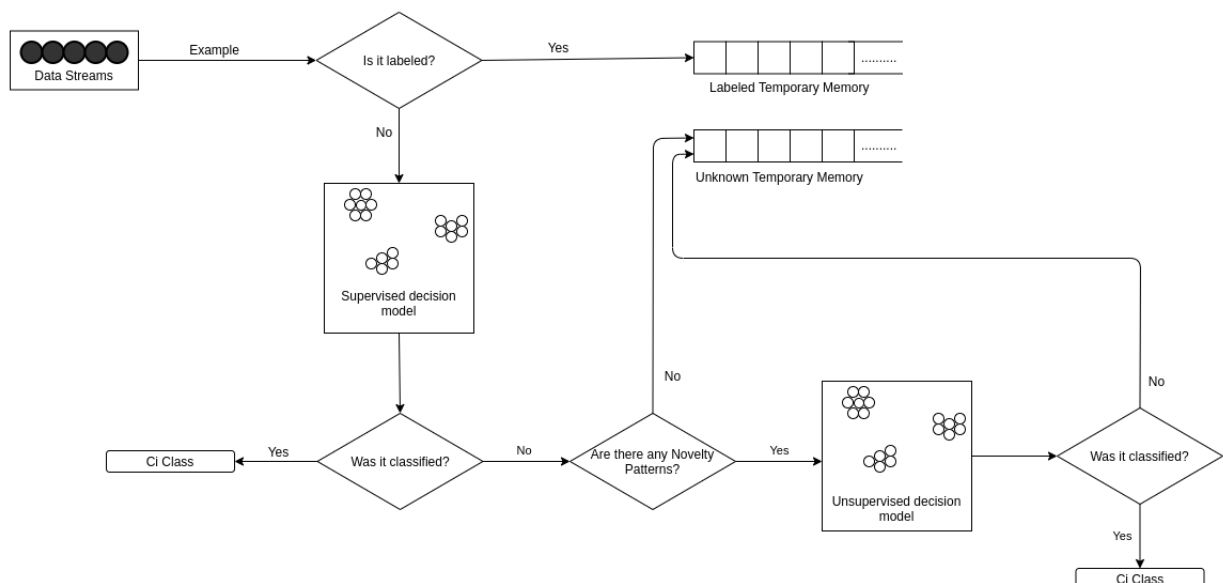 Data Streams
Example
Is it labeled?
Yes
..........
Labeled Temporary Memory
No
..........
Unknown Temporary Memory
Supervised decision
model
No
No
Ci Class
Yes
Was it classified?
No
Are there any Novelty
Patterns?
Yes
Unsupervised decision
model
Was it classified?
Yes
Ci Class